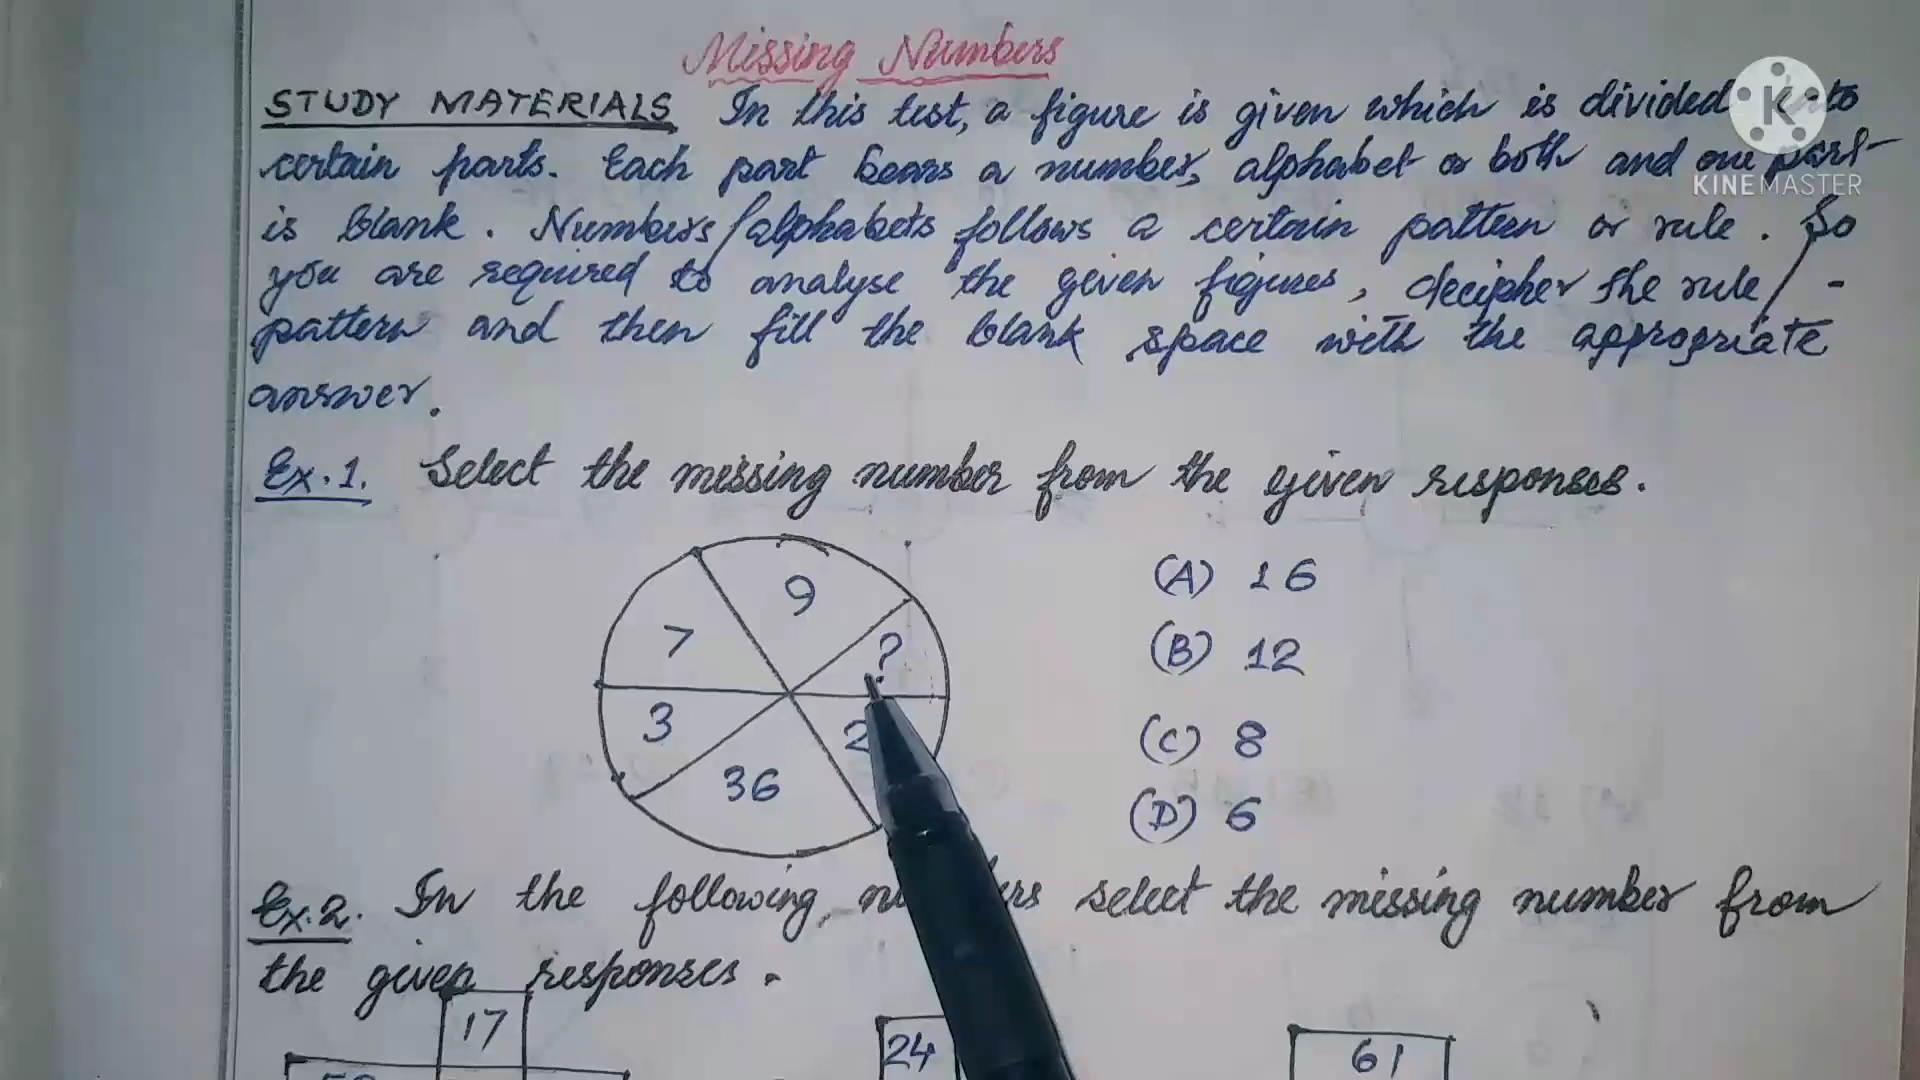 Missing Numbers
STUDY MATERIALS In this test, a figure is given which is divided into
certain parts. Each part bears a number, alphabet or both and one part
is blank. Numbers/alphabets follows a certain pattern or rule. So
you are required to analyse the given figures, decipher the rule/-
pattern and then fill the blank space with the appropriate
answer.
K
KINEMASTER
Ex.1. Select the missing number from the given responses.
9
7
?
3
2
36
(A) 16
(B) 12
(C) 8
(D) 6
Ex.2. In the following, select the missing number from
the given responses.
17
24
61